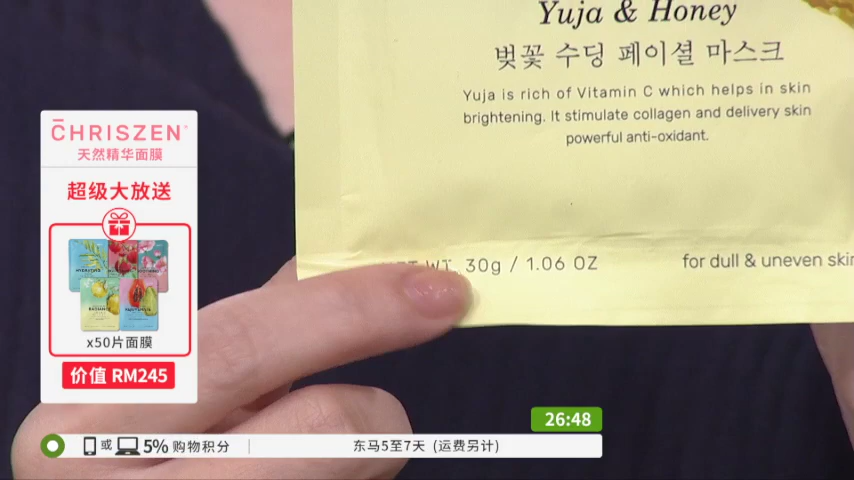 Yuja & Honey
벚꽃 수딩 페이셜 마스크
Yuja is rich of Vitamin C which helps in skin
brightening. It stimulate collagen and delivery skin
powerful anti-oxidant.
30g / 1.06 OZ
for dull & uneven skin
CHRISZEN
天然精华面膜
超级大放送
x50片面膜
价值 RM245
26:48
或 5% 购物积分
东马5至7天 (运费另计)